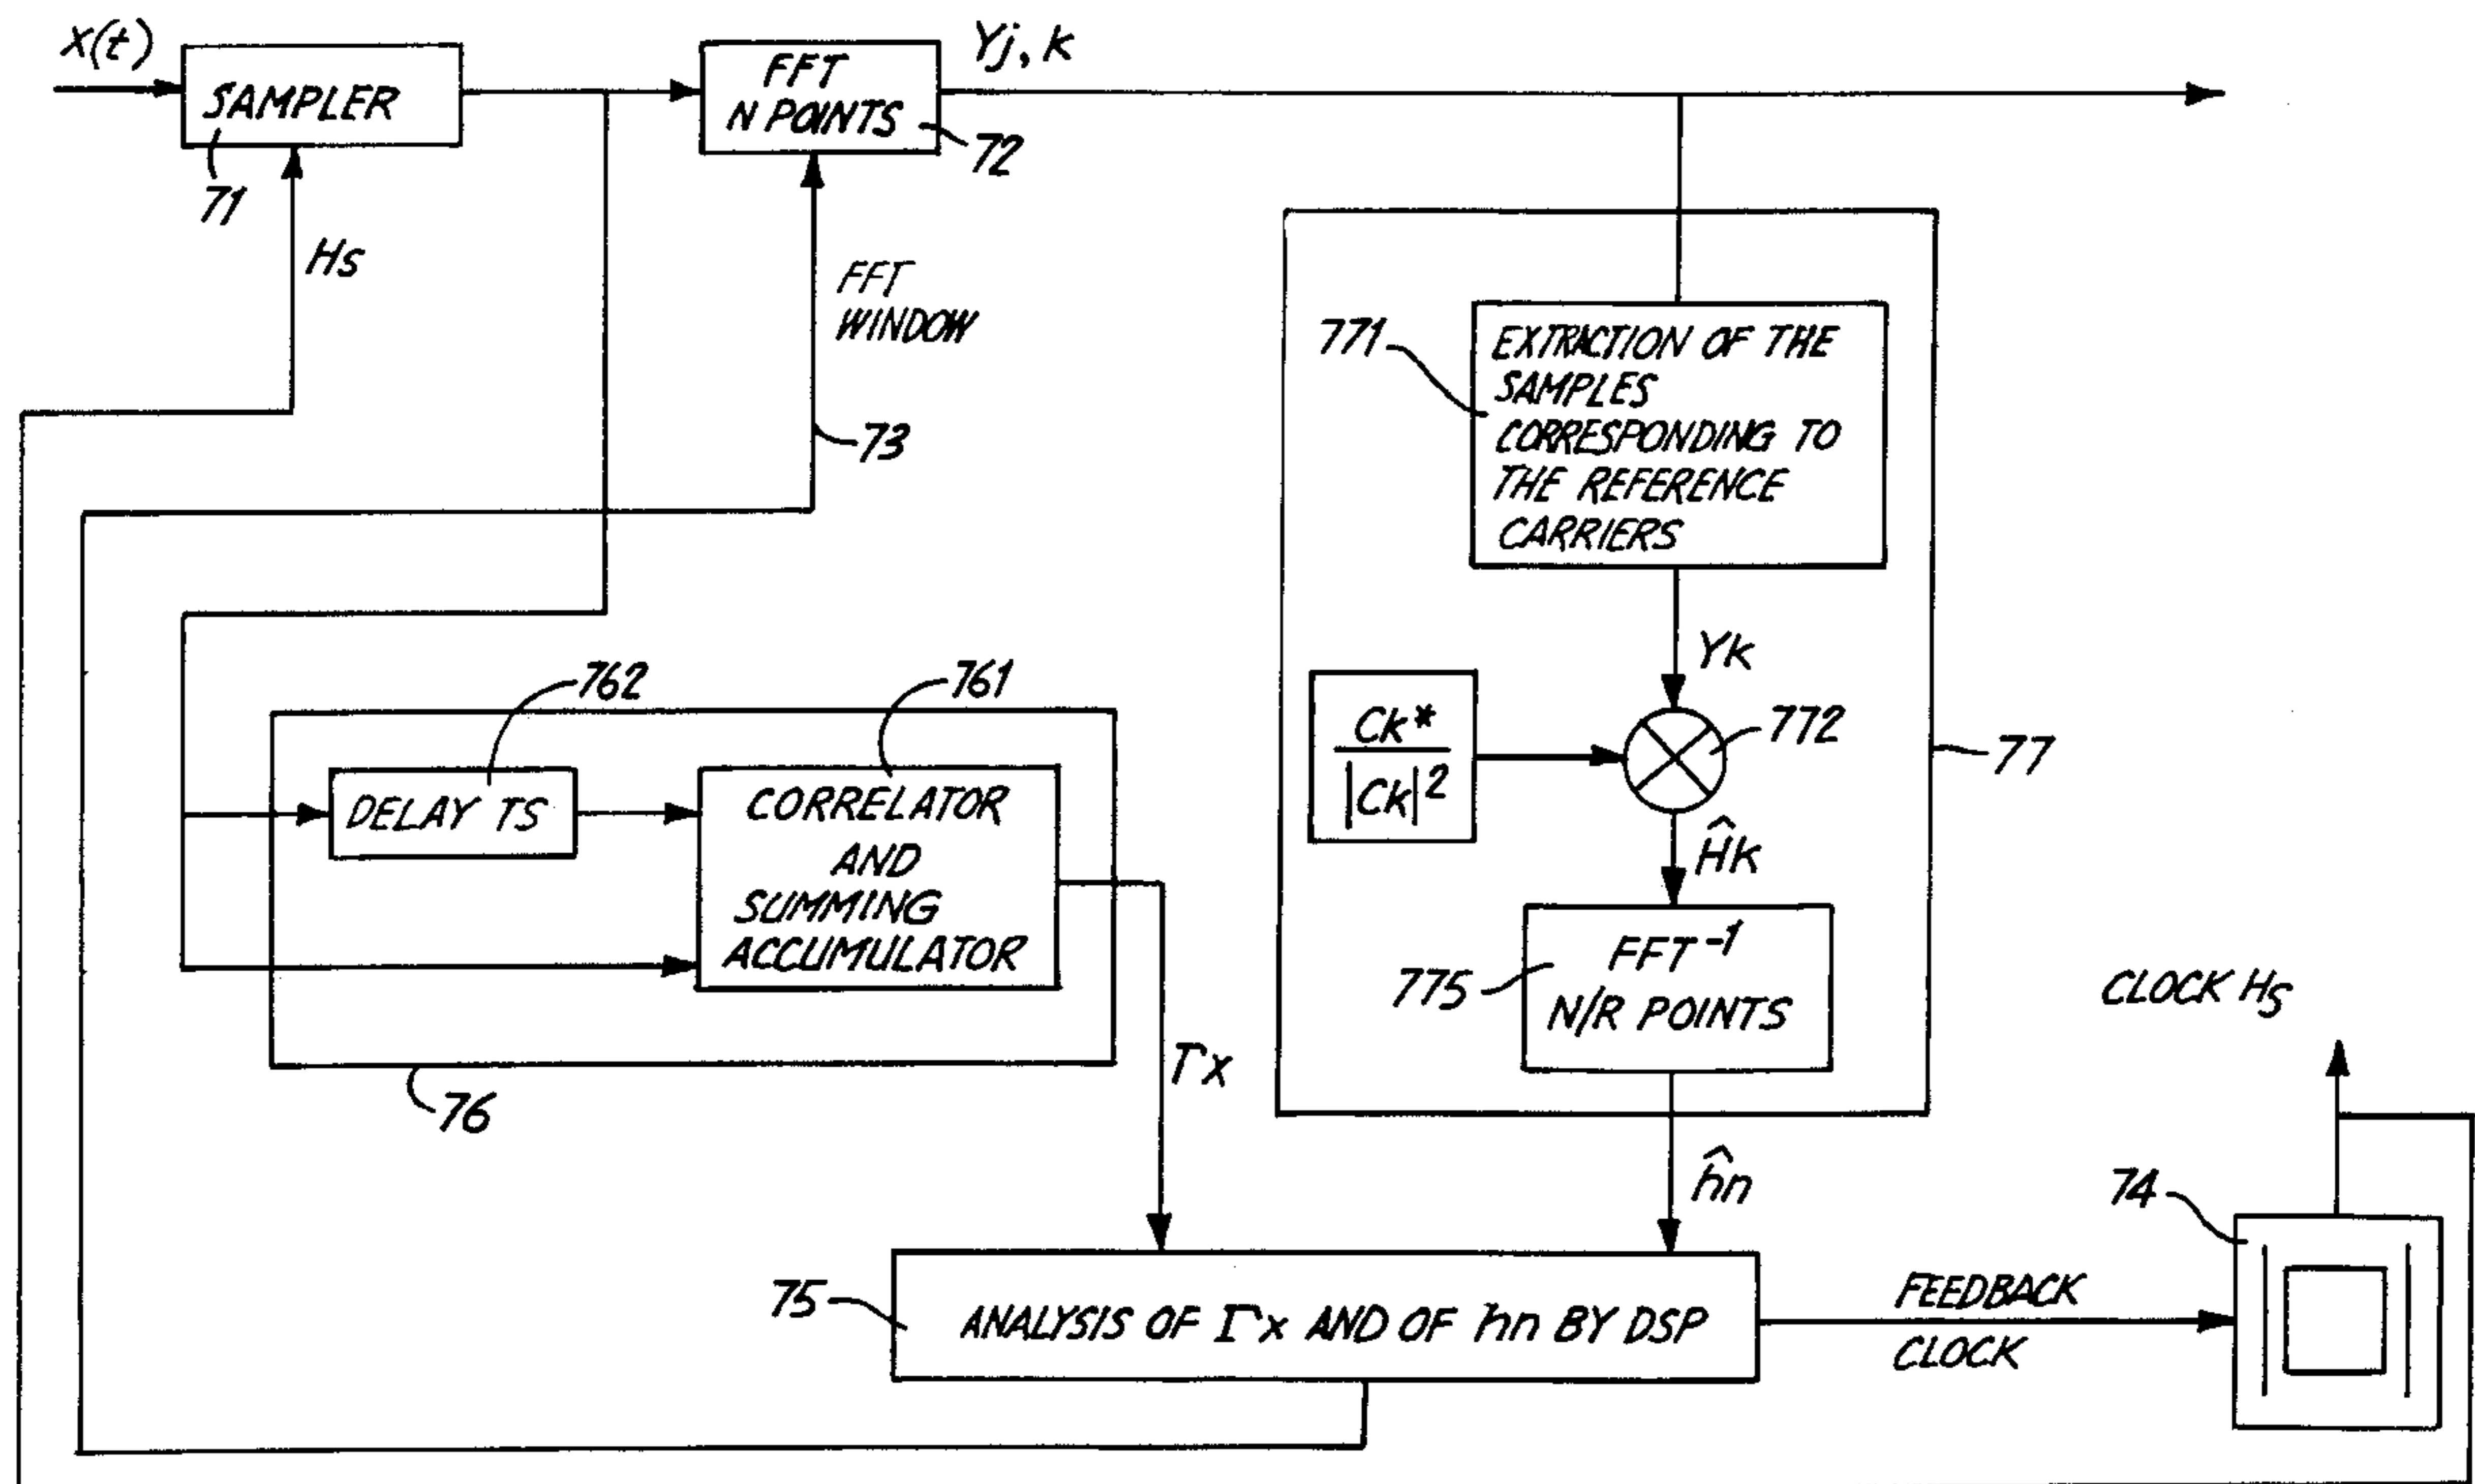 x(t)
SAMPLER
71
Hs
FFT
N POINTS
72
Yj, k
FFT
WINDOW
73
771
EXTRACTION OF THE
SAMPLES
CORRESPONDING TO
THE REFERENCE
CARRIERS
Yk
772
Ck*
|Ck|²
77
Ĥk
775
FFT⁻¹
N/R POINTS
ĥn
762
761
DELAY TS
CORRELATOR
AND
SUMMING
ACCUMULATOR
76
Γx
75
ANALYSIS OF Γx AND OF hn BY DSP
FEEDBACK
CLOCK
74
CLOCK Hs